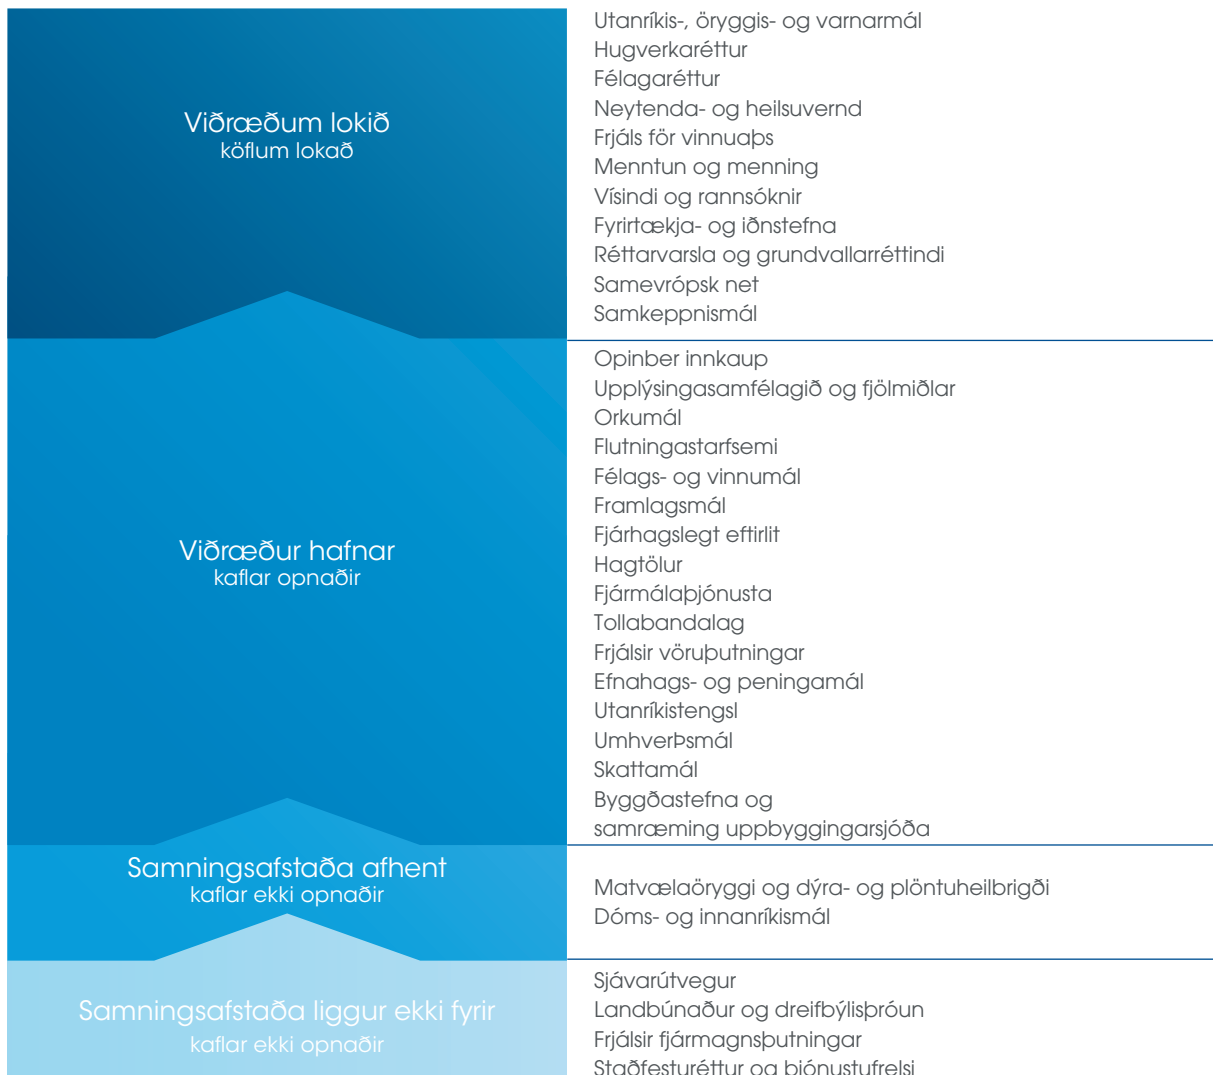 Viðræðum lokið
köflum lokað
Utanríkis-, öryggis- og varnarmál
Hugverkaréttur
Félagaréttur
Neytenda- og heilsuvernd
Frjáls för vinnuaþs
Menntun og menning
Vísindi og rannsóknir
Fyrirtækja- og iðnstefna
Réttarvarsla og grundvallarréttindi
Samevrópsk net
Samkeppnismál
Viðræður hafnar
kaflar opnaðir
Opinber innkaup
Upplýsingasamfélagið og fjölmiðlar
Orkumál
Flutningastarfsemi
Félags- og vinnumál
Framlagsmál
Fjárhagslegt eftirlit
Hagtölur
Fjármálaþjónusta
Tollabandalag
Frjálsir vöruþutningar
Efnahags- og peningamál
Utanríkistengsl
UmhverÞsmál
Skattamál
Byggðastefna og
samræming uppbyggingarsjóða
Samningsafstaða afhent
kaflar ekki opnaðir
Matvælaöryggi og dýra- og plöntuheilbrigði
Dóms- og innanríkismál
Samningsafstaða liggur ekki fyrir
kaflar ekki opnaðir
Sjávarútvegur
Landbúnaður og dreifbýlisþróun
Frjálsir fjármagnsþutningar
Staðfesturéttur og þjónustufrelsi